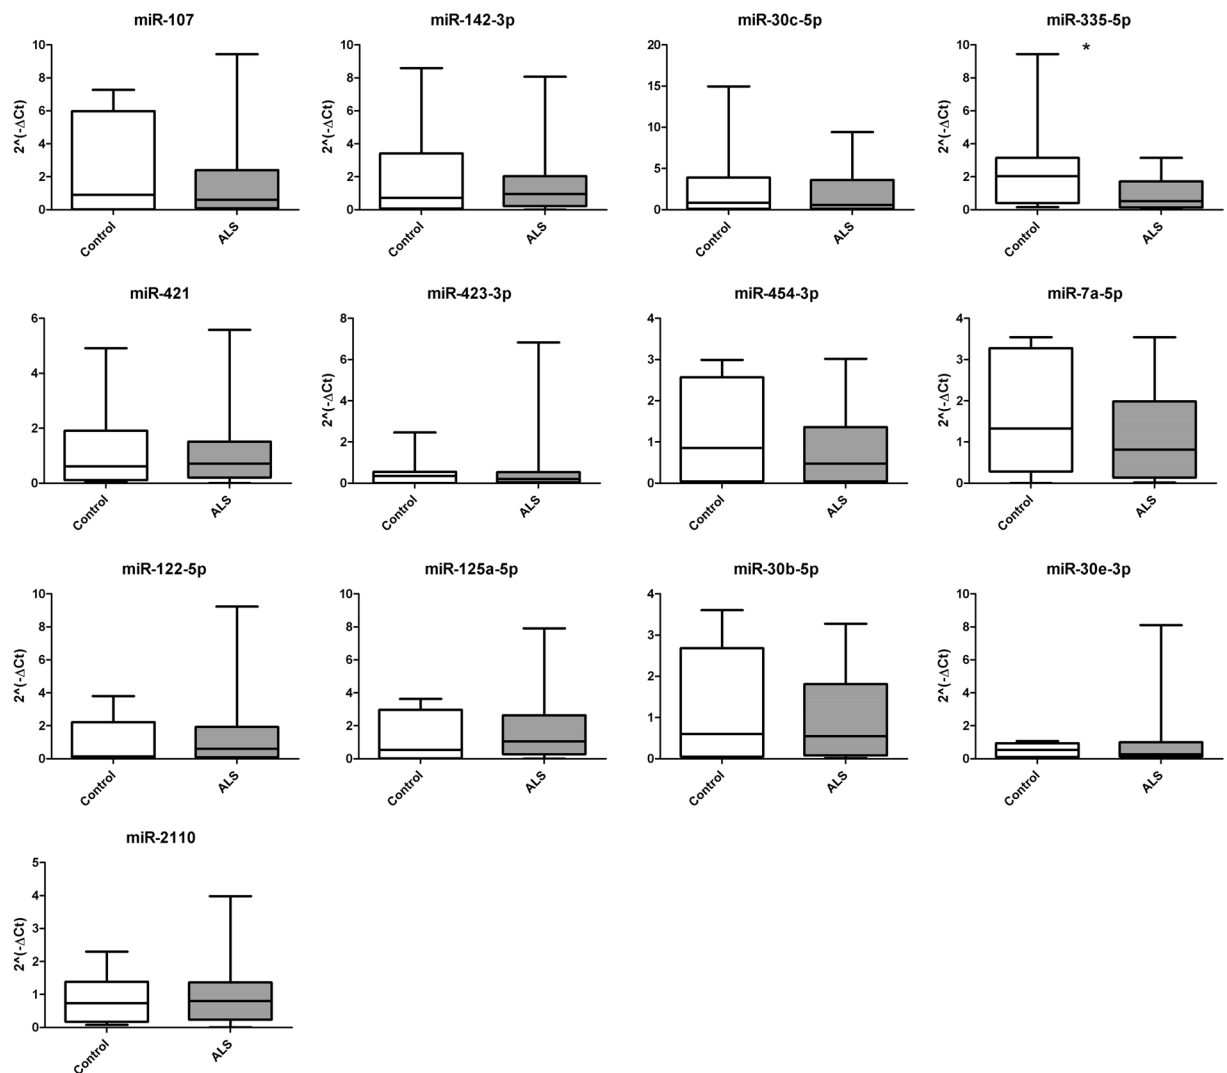 miR-107
miR-142-3p
miR-30c-5p
miR-335-5p
2^(-ΔCt)
10
8
6
4
2
0
Control
ALS
2^(-ΔCt)
10
8
6
4
2
0
Control
ALS
2^(-ΔCt)
20
15
10
5
0
Control
ALS
2^(-ΔCt)
10
8
6
4
2
0
*
Control
ALS
miR-421
miR-423-3p
miR-454-3p
miR-7a-5p
2^(-ΔCt)
6
4
2
0
Control
ALS
2^(-ΔCt)
8
6
4
2
0
Control
ALS
2^(-ΔCt)
4
3
2
1
0
Control
ALS
2^(-ΔCt)
4
3
2
1
0
Control
ALS
miR-122-5p
miR-125a-5p
miR-30b-5p
miR-30e-3p
2^(-ΔCt)
10
8
6
4
2
0
Control
ALS
2^(-ΔCt)
10
8
6
4
2
0
Control
ALS
2^(-ΔCt)
4
3
2
1
0
Control
ALS
2^(-ΔCt)
10
8
6
4
2
0
Control
ALS
miR-2110
2^(-ΔCt)
5
4
3
2
1
0
Control
ALS